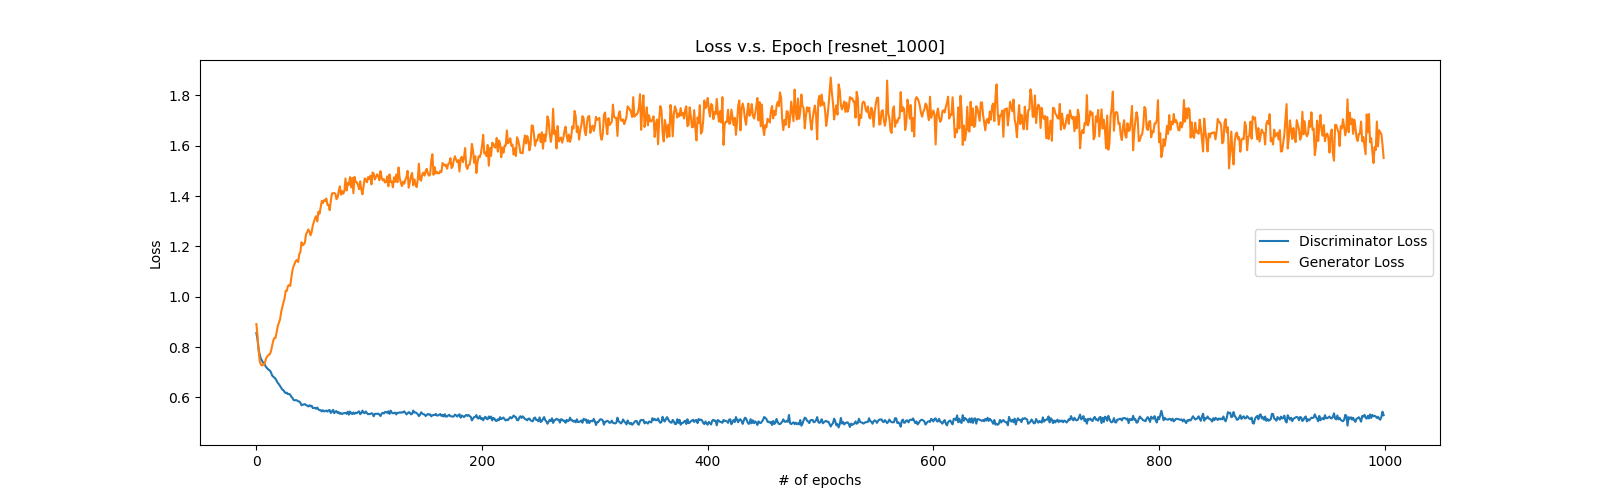 Loss v.s. Epoch [resnet_1000]
Loss
1.8
1.6
1.4
1.2
1.0
0.8
0.6
Discriminator Loss
Generator Loss
0
200
400
600
800
1000
# of epochs